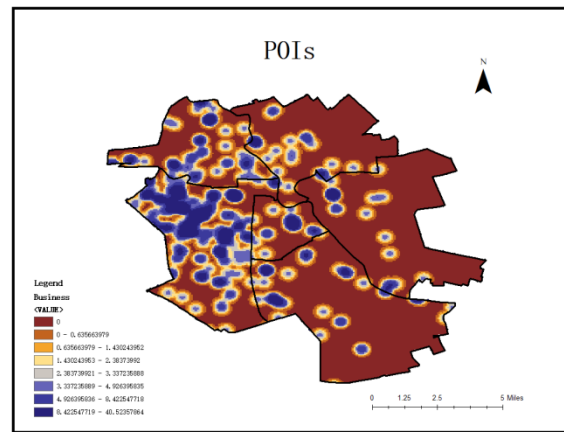 POIs
N
Legend
Business
<VALUE>
0
0 - 0.635663979
0.635663979 - 1.430243952
1.430243953 - 2.38373992
2.383739921 - 3.337235888
3.337235889 - 4.926395835
4.926395836 - 8.422547718
8.422547719 - 40.52357864
0 1.25 2.5 5 Miles